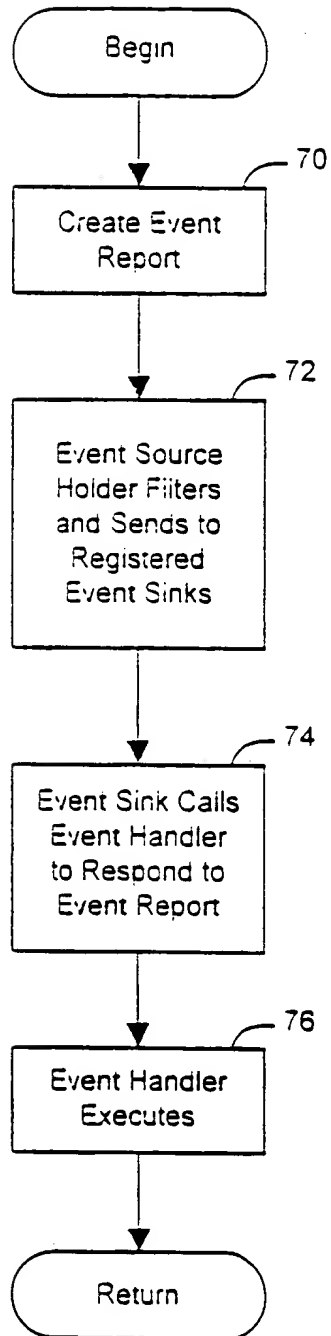 Begin
70
Create Event
Report
72
Event Source
Holder Filters
and Sends to
Registered
Event Sinks
74
Event Sink Calls
Event Handler
to Respond to
Event Report
76
Event Handler
Executes
Return